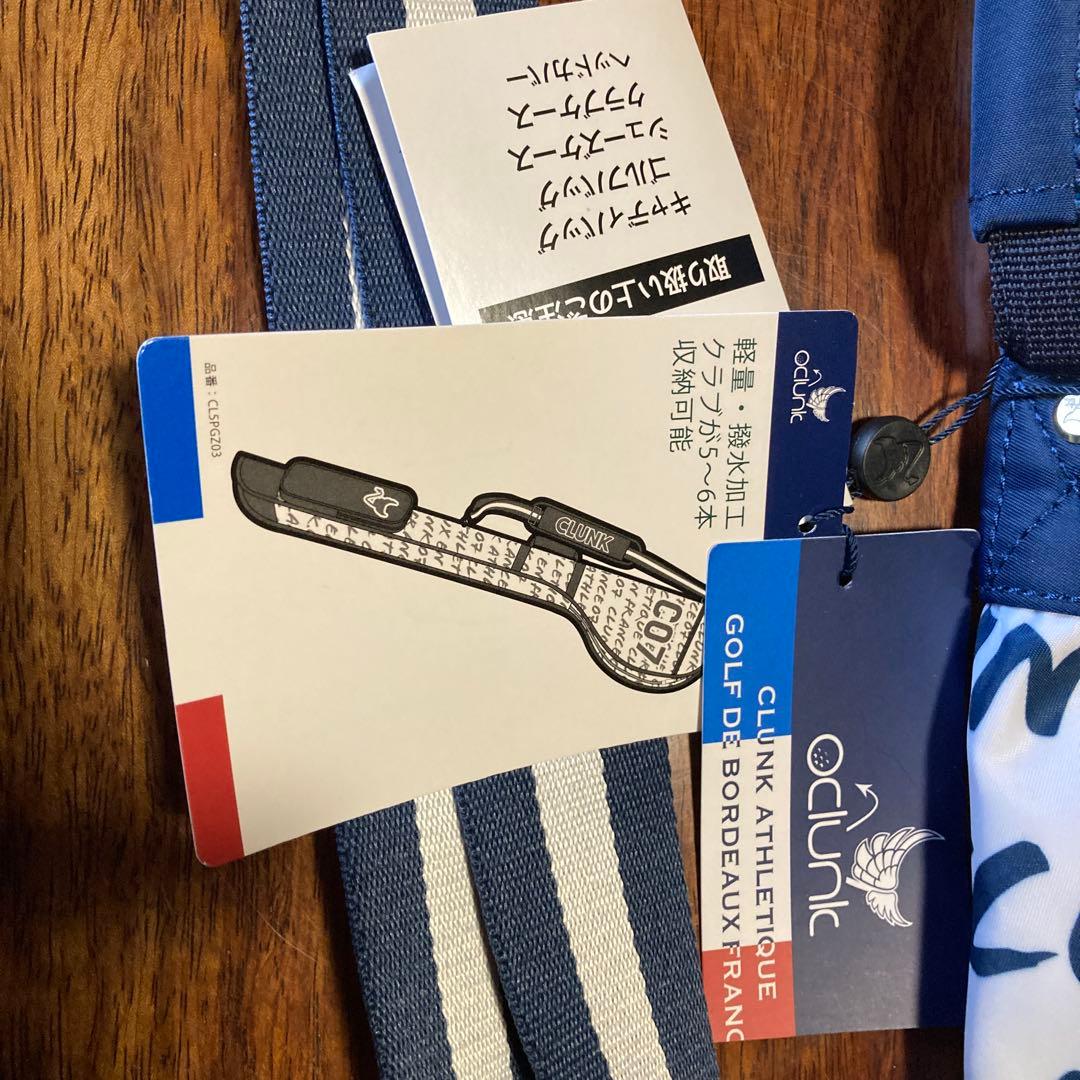 キャディバッグ
ゴルフバッグ
シューズケース
クラブケース
ヘッドカバー
取り扱い上のご注意
軽量・撥水加工
クラブが5～6本
収納可能
品番：CL5PGZ03
oclunk
CLUNK
C07
oclunk
CLUNK ATHLETIQUE
GOLF DE BORDEAUX FRANC